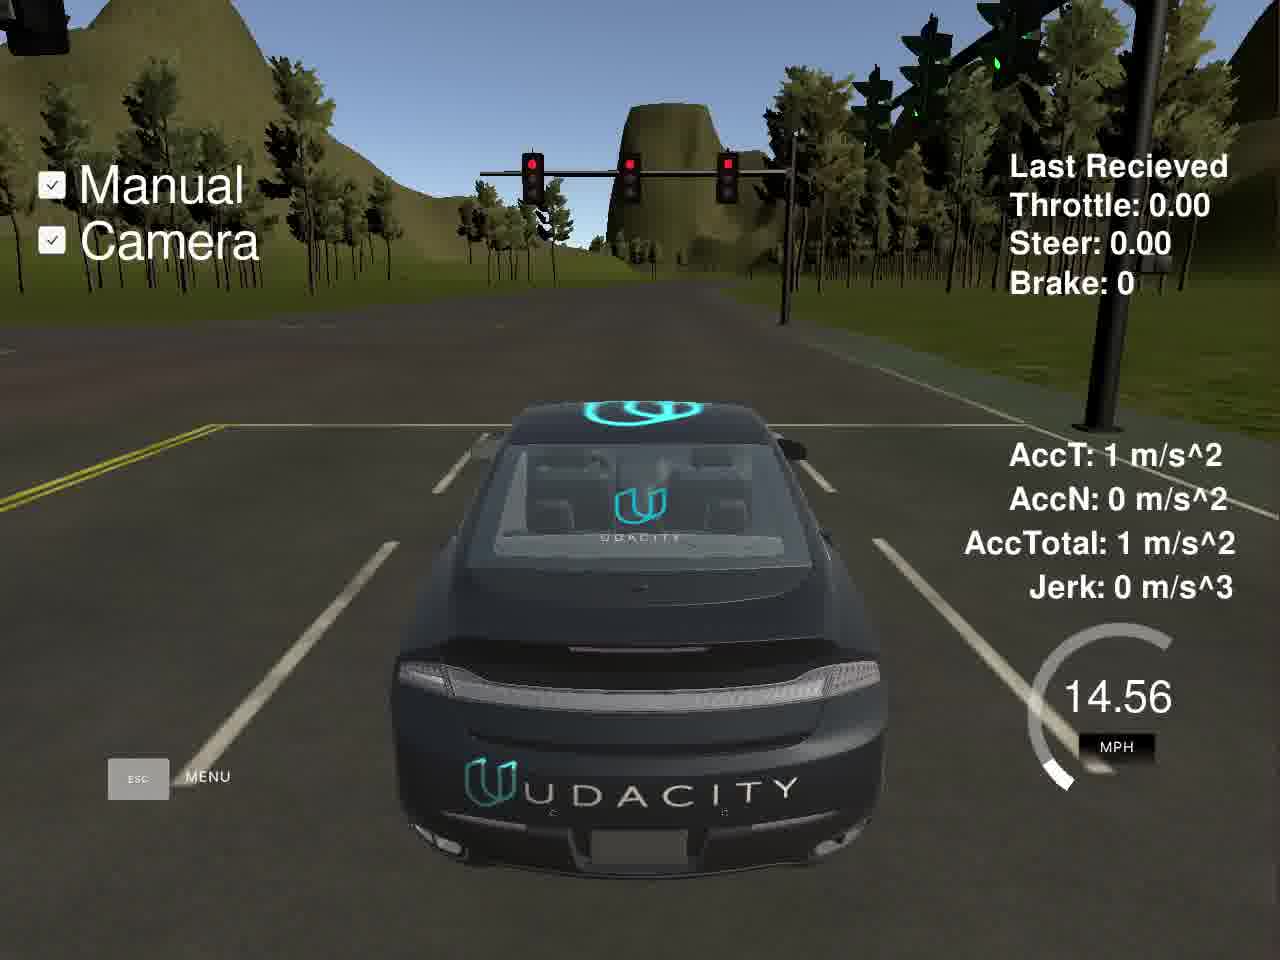 Manual
Camera
Last Recieved
Throttle: 0.00
Steer: 0.00
Brake: 0
AccT: 1 m/s^2
AccN: 0 m/s^2
AccTotal: 1 m/s^2
Jerk: 0 m/s^3
UDACITY
14.56
MPH
ESC MENU
UDACITY